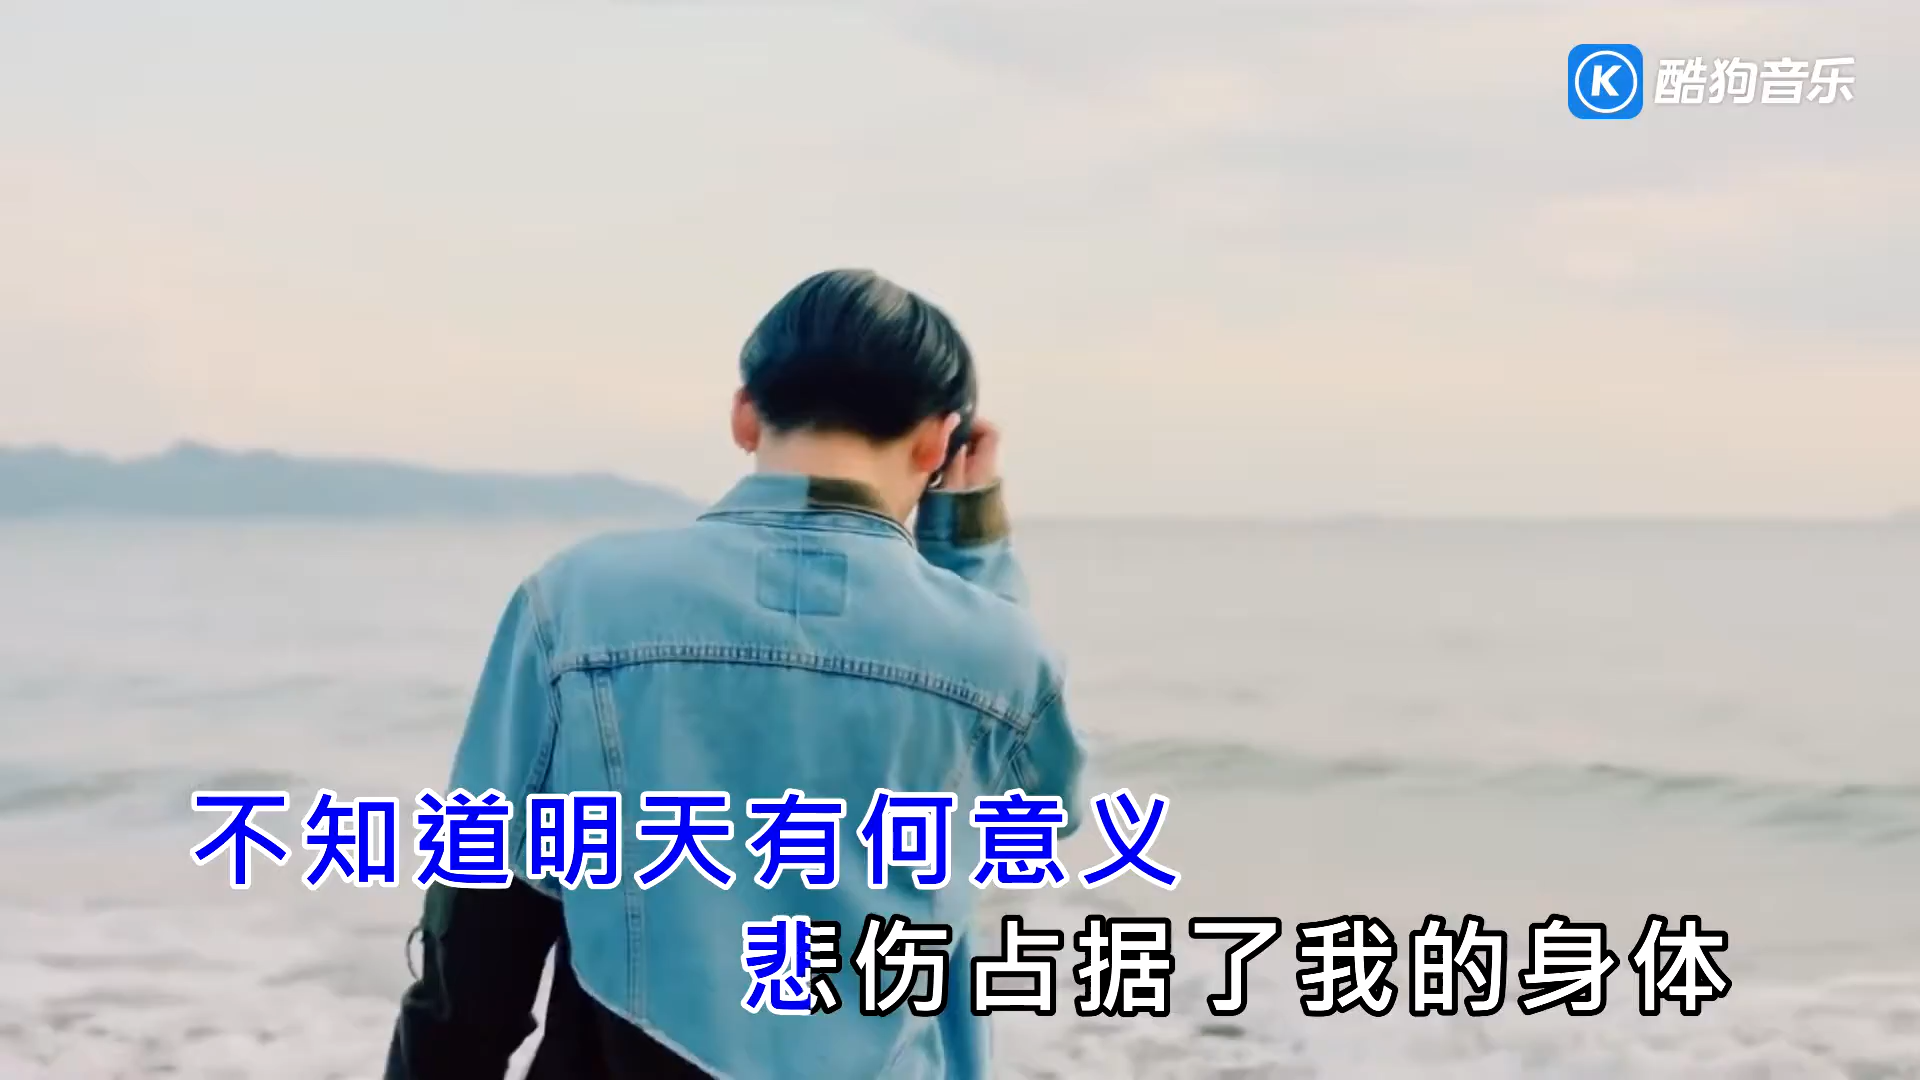 酷狗音乐
不知道明天有何意义
悲伤占据了我的身体